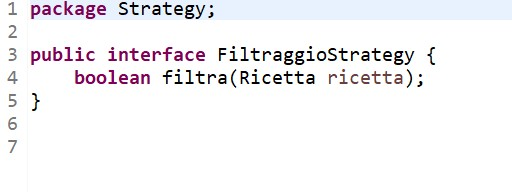 1 package Strategy;
2
3 public interface FiltraggioStrategy {
4     boolean filtra(Ricetta ricetta);
5 }
6
7